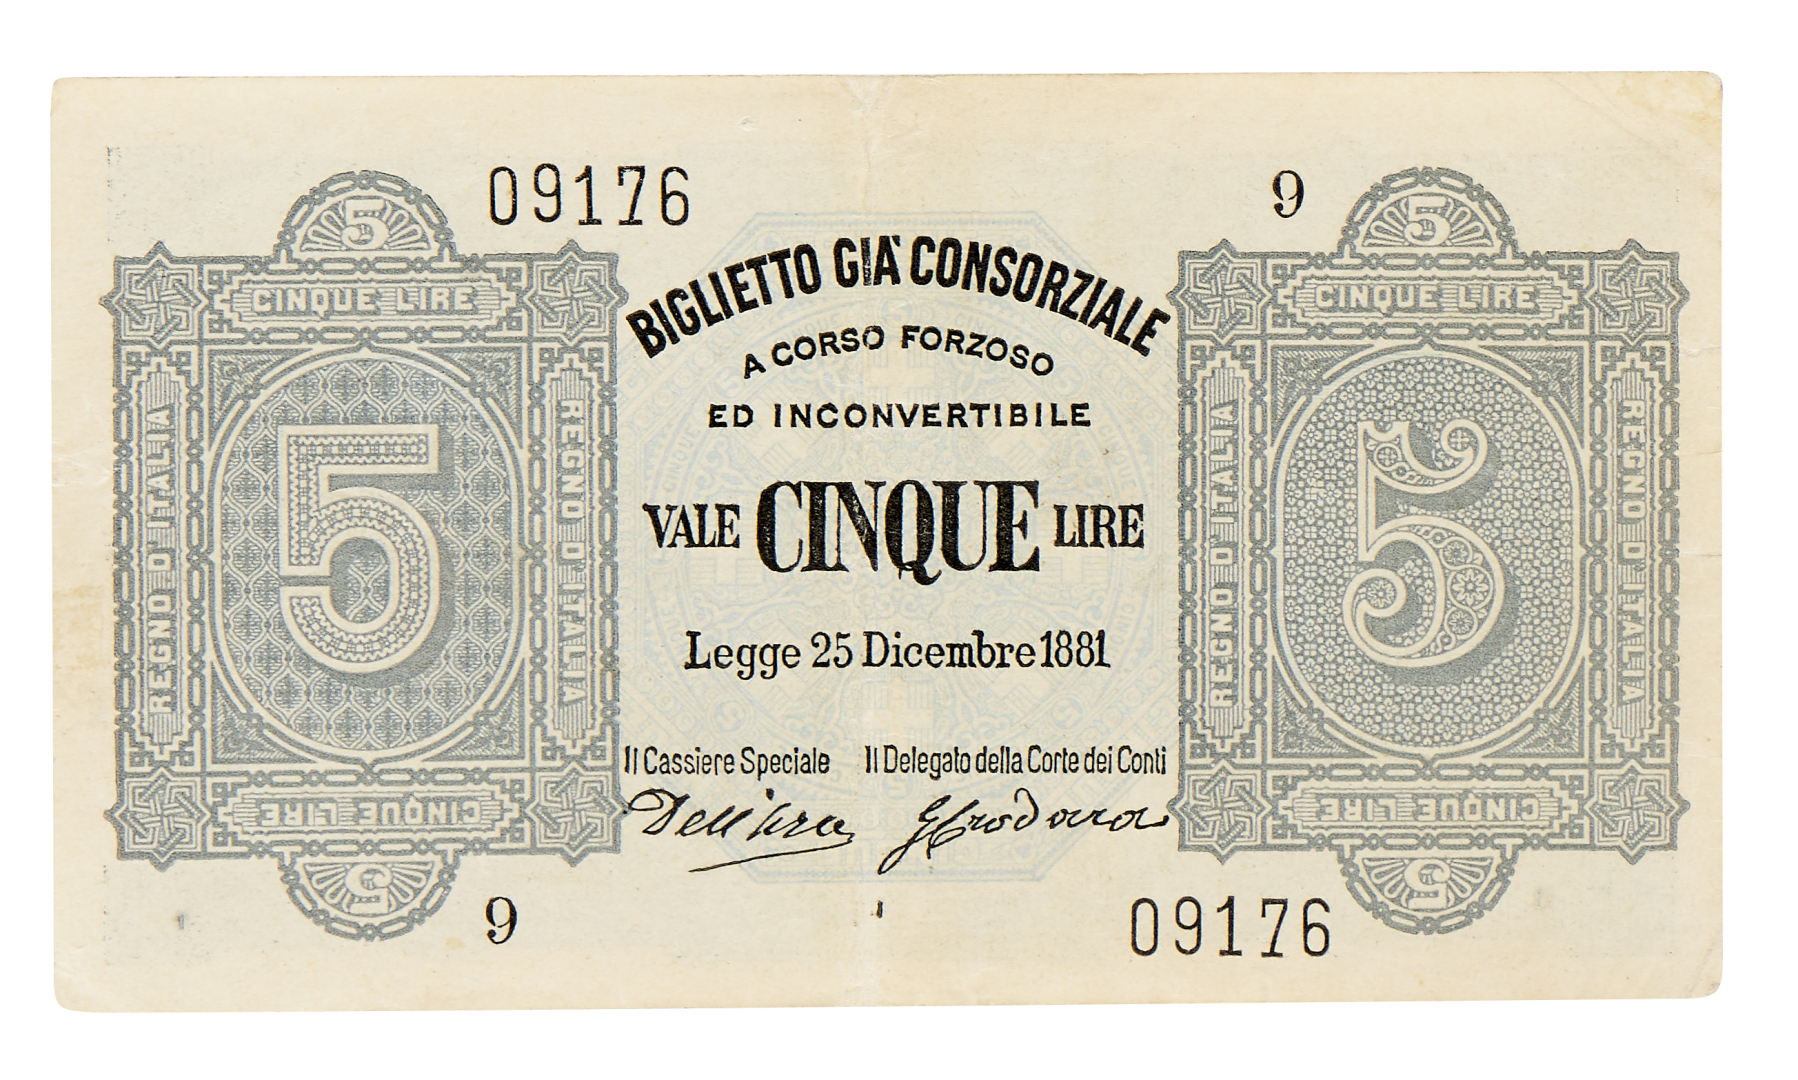 09176
9
5
5
CINQUE LIRE
CINQUE LIRE
BIGLIETTO GIA' CONSORZIALE
A CORSO FORZOSO
ED INCONVERTIBILE
REGNO D'ITALIA
5
REGNO D'ITALIA
VALE CINQUE LIRE
REGNO D'ITALIA
5
REGNO D'ITALIA
Legge 25 Dicembre 1881
Il Cassiere Speciale
Il Delegato della Corte dei Conti
CINQUE LIRE
CINQUE LIRE
5
5
9
09176